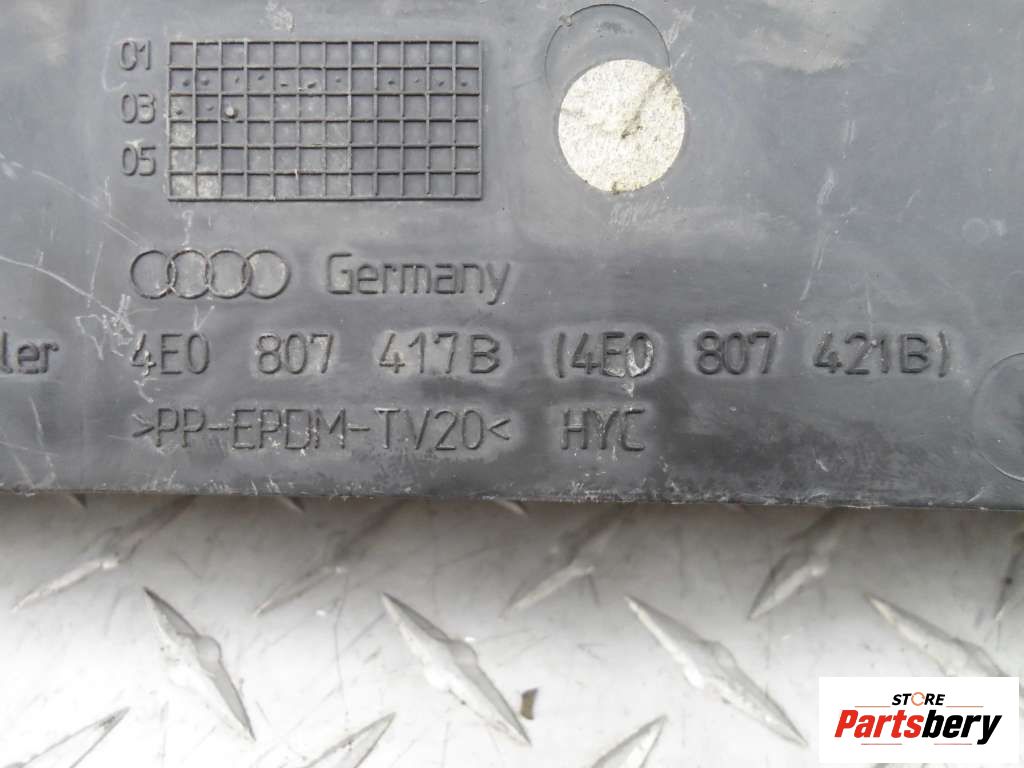 01
03
05
Germany
4E0 807 417B (4E0 807 421B)
>PP-EPDM-TV20< HYC
STORE
Partsbery